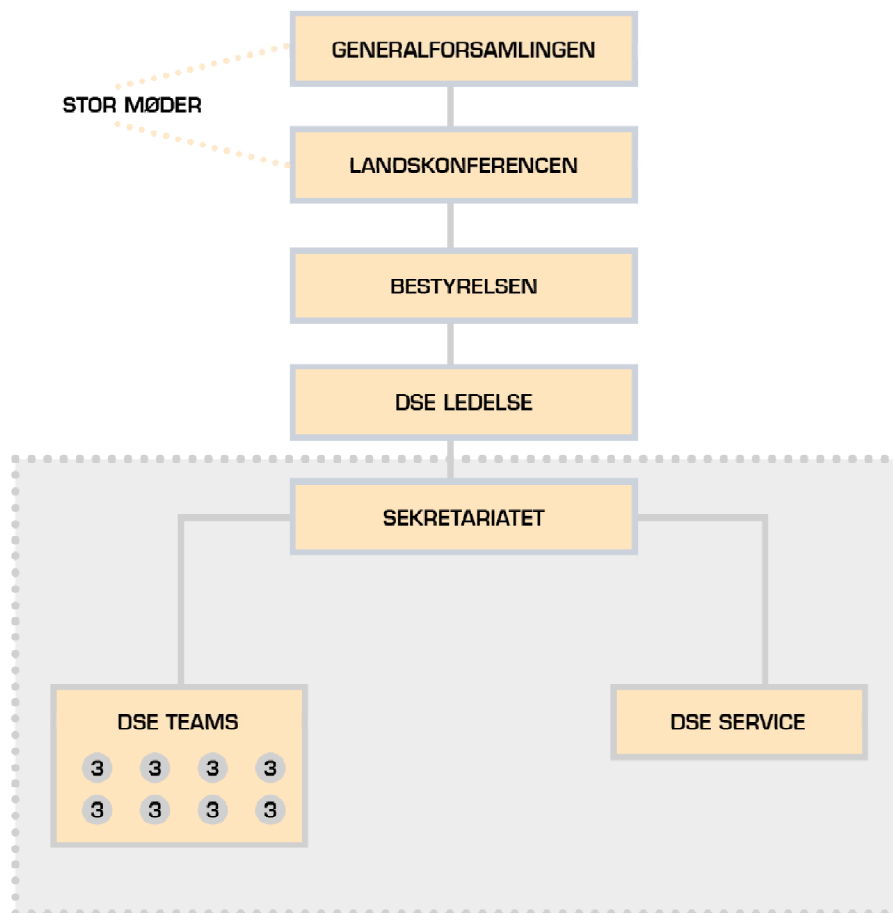 GENERALFORSAMLINGEN
STOR MØDER
LANDSKONFERENCEN
BESTYRELSEN
DSE LEDELSE
SEKRETARIATET
DSE TEAMS
3 3 3 3
3 3 3 3
DSE SERVICE